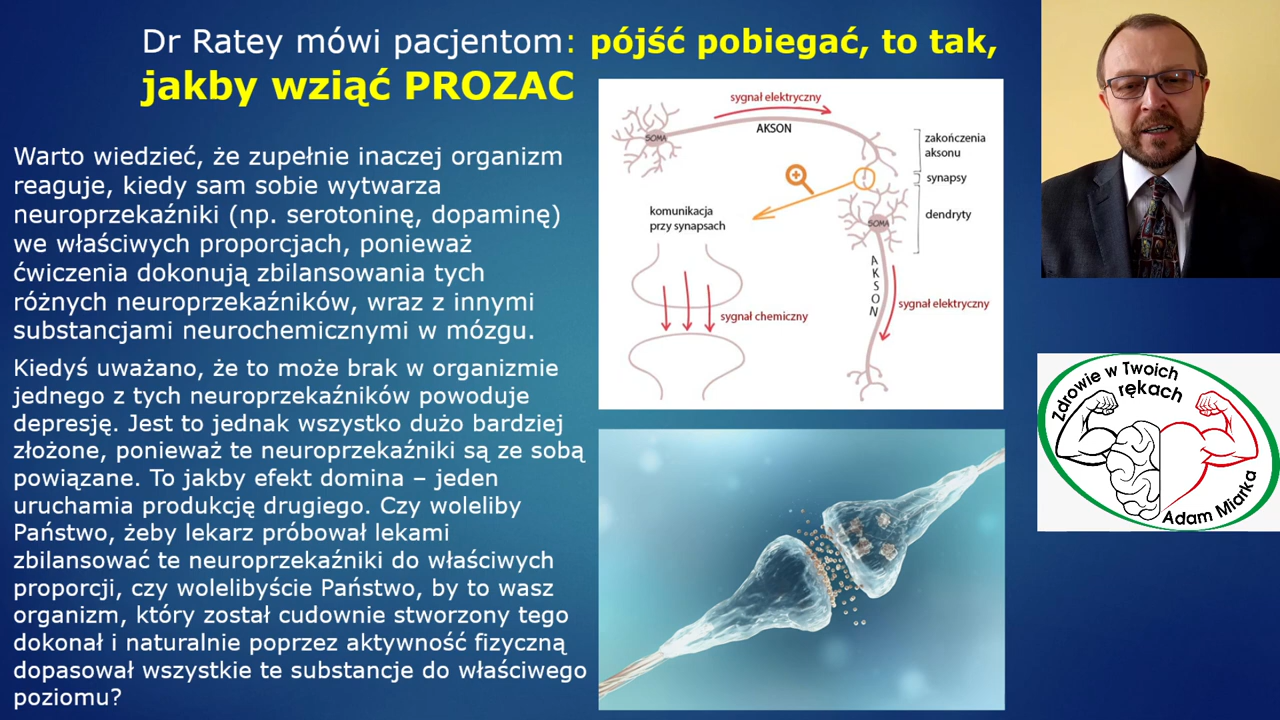 Dr Ratey mówi pacjentom: pójść pobiegać, to tak,
jakby wziąć PROZAC
Warto wiedzieć, że zupełnie inaczej organizm
reaguje, kiedy sam sobie wytwarza
neuroprzekaźniki (np. serotoninę, dopaminę)
we właściwych proporcjach, ponieważ
ćwiczenia dokonują zbilansowania tych
różnych neuroprzekaźników, wraz z innymi
substancjami neurochemicznymi w mózgu.
Kiedyś uważano, że to może brak w organizmie
jednego z tych neuroprzekaźników powoduje
depresję. Jest to jednak wszystko dużo bardziej
złożone, ponieważ te neuroprzekaźniki są ze sobą
powiązane. To jakby efekt domina – jeden
uruchamia produkcję drugiego. Czy woleliby
Państwo, żeby lekarz próbował lekami
zbilansować te neuroprzekaźniki do właściwych
proporcji, czy wolelibyście Państwo, by to wasz
organizm, który został cudownie stworzony tego
dokonał i naturalnie poprzez aktywność fizyczną
dopasował wszystkie te substancje do właściwego
poziomu?
sygnał elektryczny
SOMA
AKSON
zakończenia
aksonu
synapsy
dendryty
SOMA
komunikacja
przy synapsach
AKSON
sygnał elektryczny
sygnał chemiczny
Zdrowie w Twoich
rękach
Adam Miarka